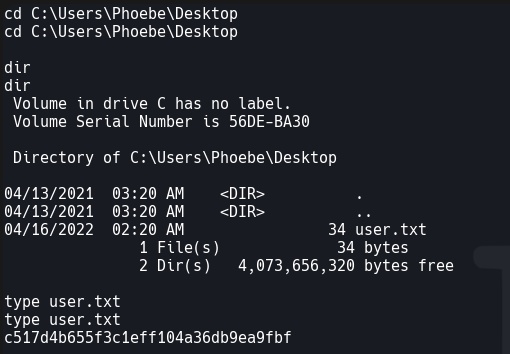 cd C:\Users\Phoebe\Desktop
cd C:\Users\Phoebe\Desktop
dir
dir
 Volume in drive C has no label.
 Volume Serial Number is 56DE-BA30
 Directory of C:\Users\Phoebe\Desktop
04/13/2021  03:20 AM    <DIR>          .
04/13/2021  03:20 AM    <DIR>          ..
04/16/2022  02:20 AM                34 user.txt
               1 File(s)             34 bytes
               2 Dir(s)   4,073,656,320 bytes free
type user.txt
type user.txt
c517d4b655f3c1eff104a36db9ea9fbf